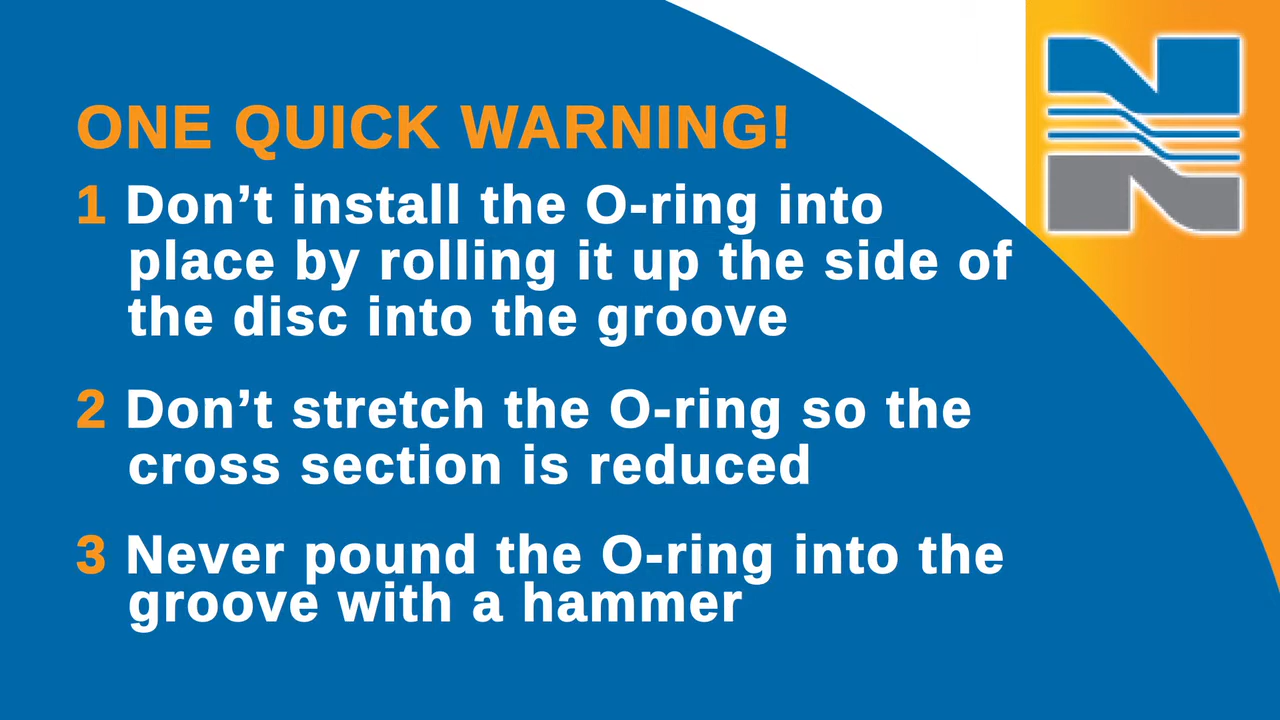 ONE QUICK WARNING!
1 Don’t install the O-ring into
place by rolling it up the side of
the disc into the groove
2 Don’t stretch the O-ring so the
cross section is reduced
3 Never pound the O-ring into the
groove with a hammer